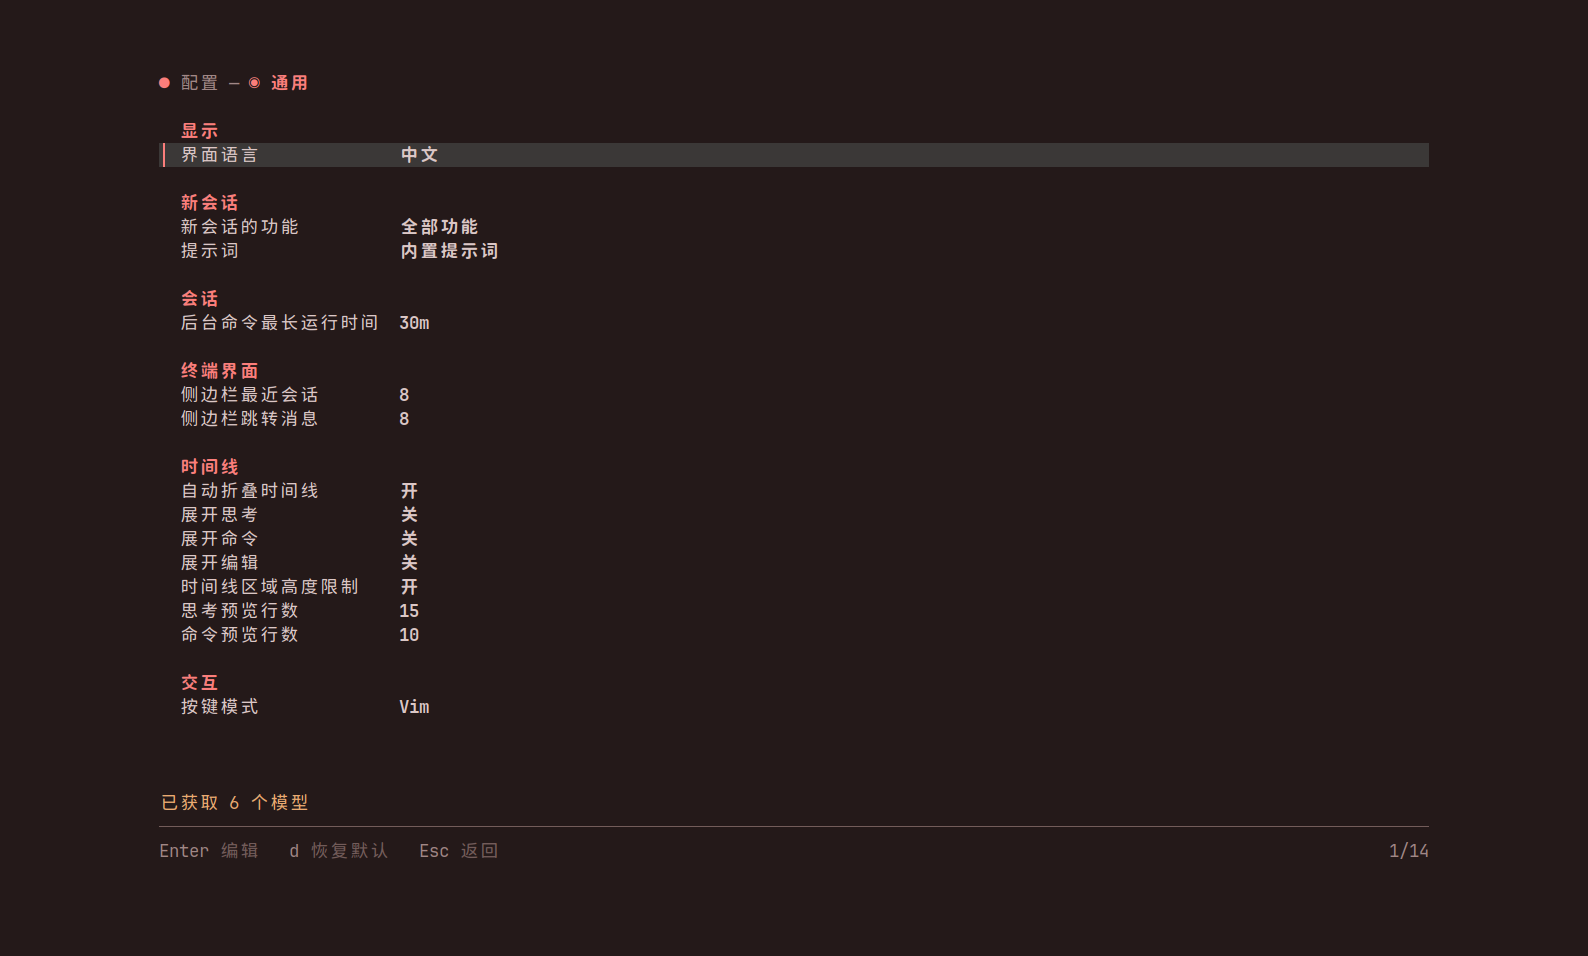 ● 配置 — ◉ 通用
显示
界面语言 中文
新会话
新会话的功能 全部功能
提示词 内置提示词
会话
后台命令最长运行时间 30m
终端界面
侧边栏最近会话 8
侧边栏跳转消息 8
时间线
自动折叠时间线 开
展开思考 关
展开命令 关
展开编辑 关
时间线区域高度限制 开
思考预览行数 15
命令预览行数 10
交互
按键模式 Vim
已获取 6 个模型
Enter 编辑 d 恢复默认 Esc 返回 1/14